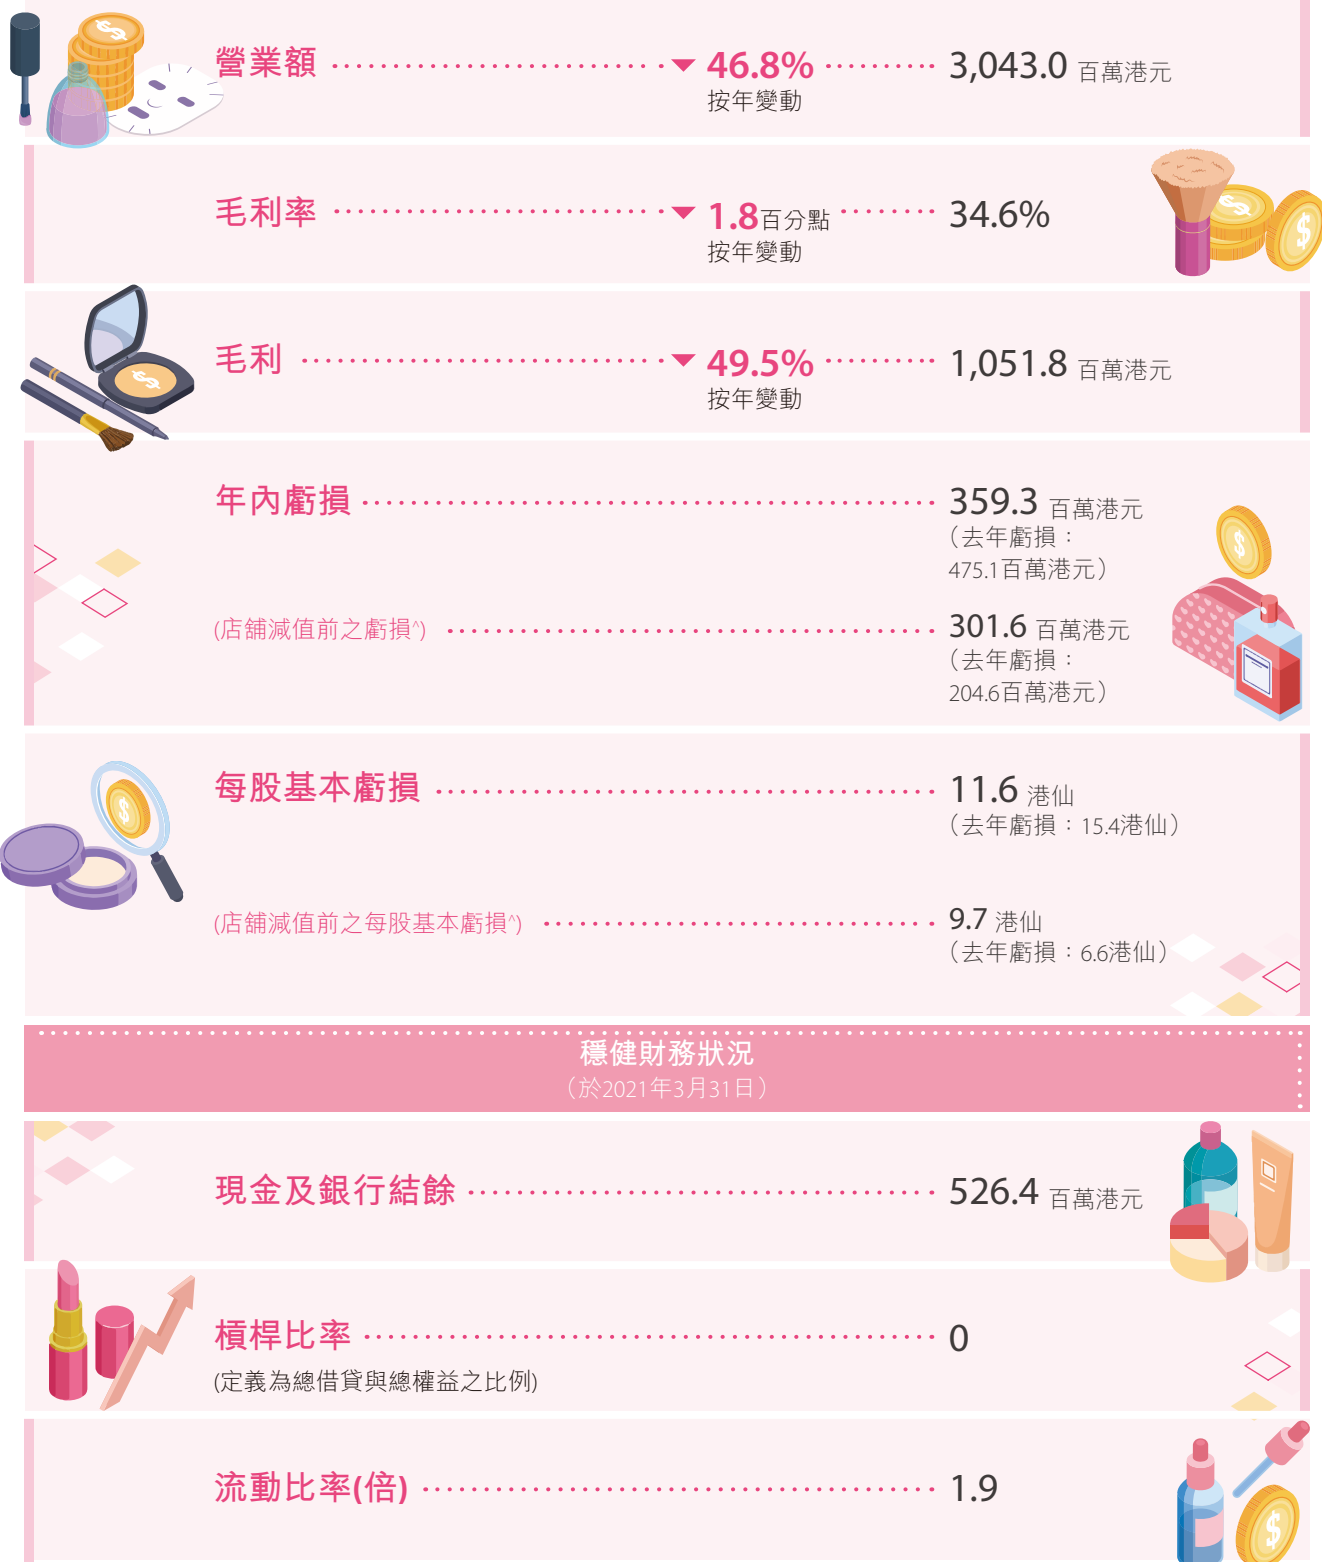 營業額 46.8% 3,043.0 百萬港元
按年變動
毛利率 1.8百分點 34.6%
按年變動
毛利 49.5% 1,051.8 百萬港元
按年變動
年內虧損 359.3 百萬港元
（去年虧損：
475.1百萬港元）
(店舖減值前之虧損^) 301.6 百萬港元
（去年虧損：
204.6百萬港元）
每股基本虧損 11.6 港仙
（去年虧損：15.4港仙）
(店舖減值前之每股基本虧損^) 9.7 港仙
（去年虧損：6.6港仙）
穩健財務狀況
（於2021年3月31日）
現金及銀行結餘 526.4 百萬港元
槓桿比率 0
(定義為總借貸與總權益之比例)
流動比率(倍) 1.9